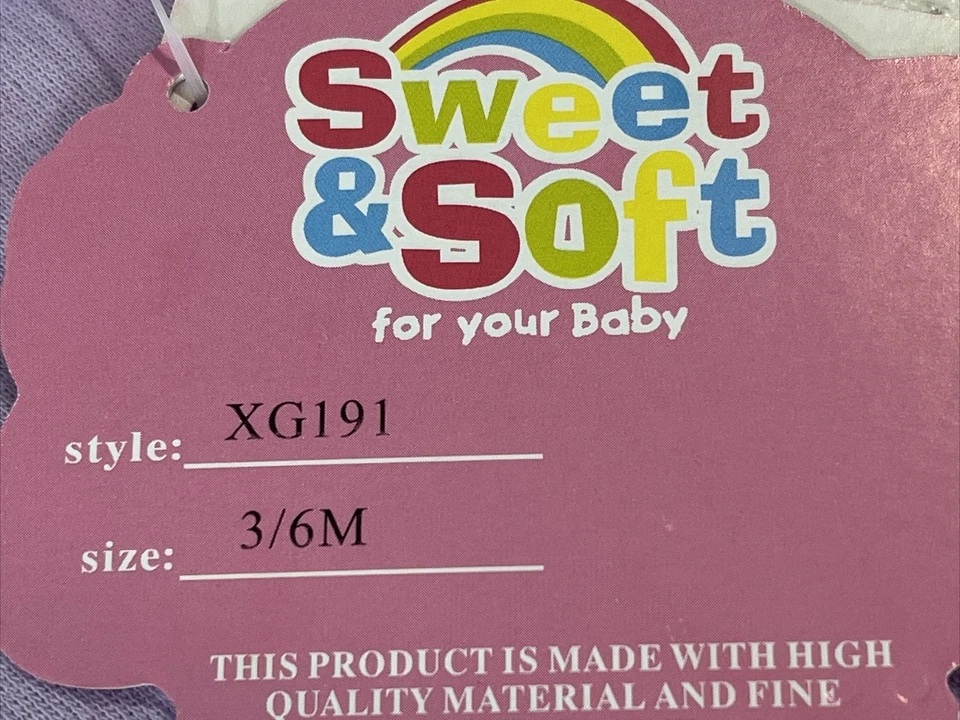 Sweet
& Soft
for your Baby
style: XG191
size: 3/6M
THIS PRODUCT IS MADE WITH HIGH
QUALITY MATERIAL AND FINE